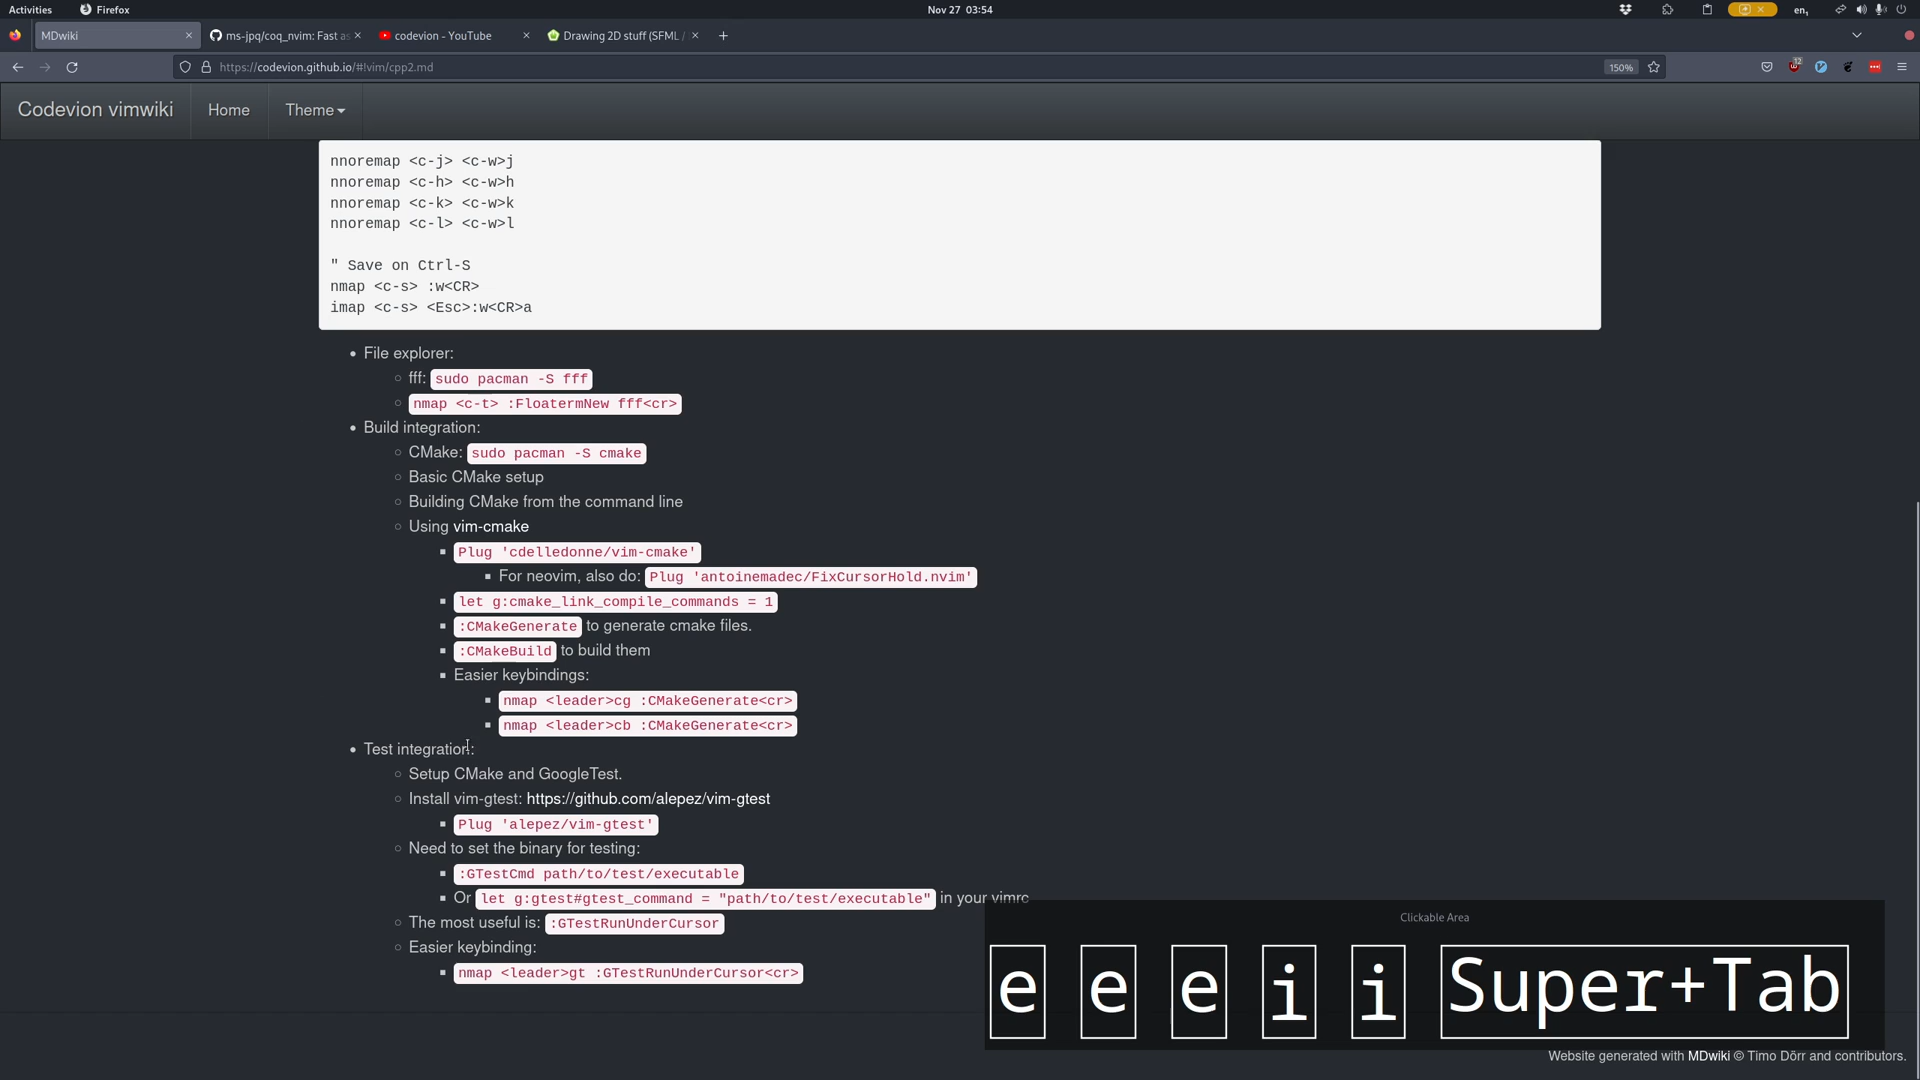 Activities Firefox Nov 27 03:54 en1
MDwiki ms-jpq/coq_nvim: Fast as codevion - YouTube Drawing 2D stuff (SFML /
https://codevion.github.io/#!vim/cpp2.md 150% 12
Codevion vimwiki Home Theme
nnoremap <c-j> <c-w>j
nnoremap <c-h> <c-w>h
nnoremap <c-k> <c-w>k
nnoremap <c-l> <c-w>l
" Save on Ctrl-S
nmap <c-s> :w<CR>
imap <c-s> <Esc>:w<CR>a
File explorer:
fff: sudo pacman -S fff
nmap <c-t> :FloatermNew fff<cr>
Build integration:
CMake: sudo pacman -S cmake
Basic CMake setup
Building CMake from the command line
Using vim-cmake
Plug 'cdelledonne/vim-cmake'
For neovim, also do: Plug 'antoinemadec/FixCursorHold.nvim'
let g:cmake_link_compile_commands = 1
:CMakeGenerate to generate cmake files.
:CMakeBuild to build them
Easier keybindings:
nmap <leader>cg :CMakeGenerate<cr>
nmap <leader>cb :CMakeGenerate<cr>
Test integration:
Setup CMake and GoogleTest.
Install vim-gtest: https://github.com/alepez/vim-gtest
Plug 'alepez/vim-gtest'
Need to set the binary for testing:
:GTestCmd path/to/test/executable
Or let g:gtest#gtest_command = "path/to/test/executable" in your vimrc
The most useful is: :GTestRunUnderCursor
Easier keybinding:
nmap <leader>gt :GTestRunUnderCursor<cr>
Clickable Area
e e e i i Super+Tab
Website generated with MDwiki © Timo Dörr and contributors.